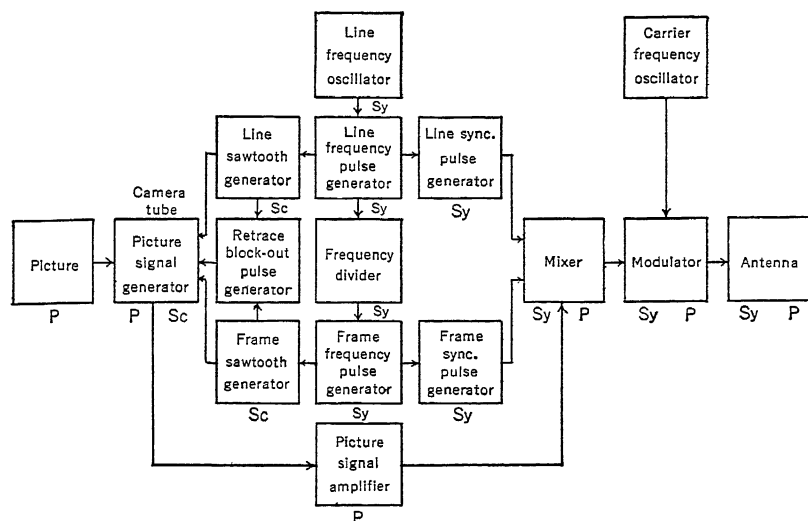 Line
frequency
oscillator
Carrier
frequency
oscillator
Sy
Line
sawtooth
generator
Line
frequency
pulse
generator
Line sync.
pulse
generator
Sc
Sy
Sy
Camera
tube
Picture
Picture
signal
generator
Retrace
block-out
pulse
generator
Frequency
divider
Mixer
Modulator
Antenna
P
P Sc
Sy
Sy P
Sy P
Sy P
Frame
sawtooth
generator
Frame
frequency
pulse
generator
Frame
sync.
pulse
generator
Sc
Sy
Sy
Picture
signal
amplifier
P